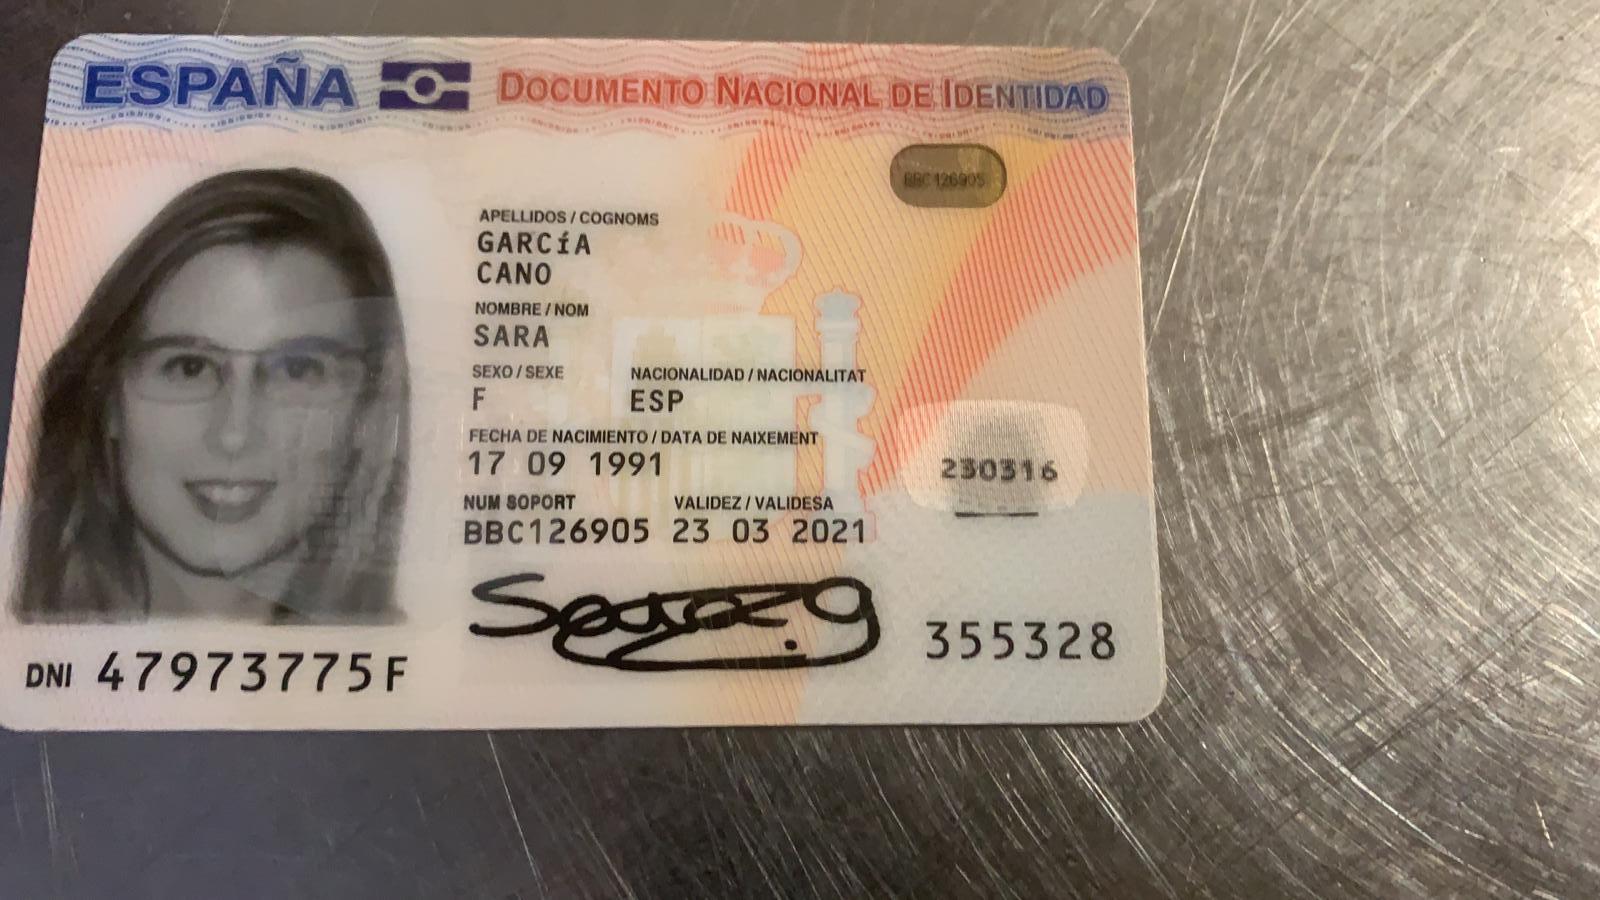 ESPAÑA DOCUMENTO NACIONAL DE IDENTIDAD
BBC126905
APELLIDOS / COGNOMS
GARCíA
CANO
NOMBRE / NOM
SARA
SEXO / SEXE NACIONALIDAD / NACIONALITAT
F ESP
FECHA DE NACIMIENTO / DATA DE NAIXEMENT
17 09 1991
230316
NUM SOPORT VALIDEZ / VALIDESA
BBC126905 23 03 2021
355328
DNI 47973775F